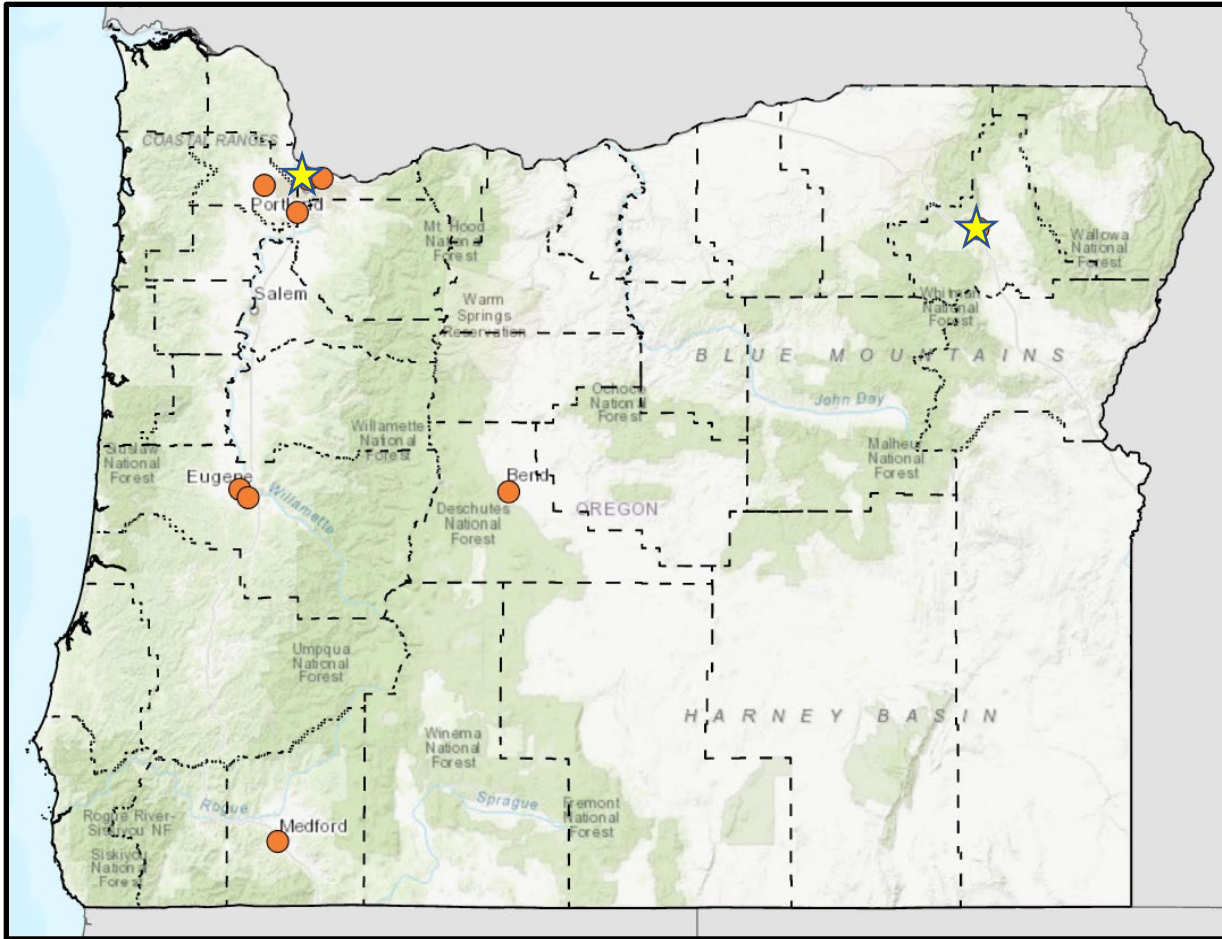 COASTAL RANGES
Portland
Mt. Hood
National
Forest
Wallowa
National
Forest
Salem
Warm
Springs
Reservation
Whitman
National
Forest
BLUE MOUNTAINS
Ochoco
National
Forest
John Day
Willamette
National
Forest
Malheur
National
Forest
Siuslaw
National
Forest
Eugene
Willamette
Bend
Deschutes
National
Forest
OREGON
Umpqua
National
Forest
HARNEY BASIN
Winema
National
Forest
Rogue
Sprague
Fremont
National
Forest
Rogue River-
Siskiyou NF
Medford
Siskiyou
National
Forest